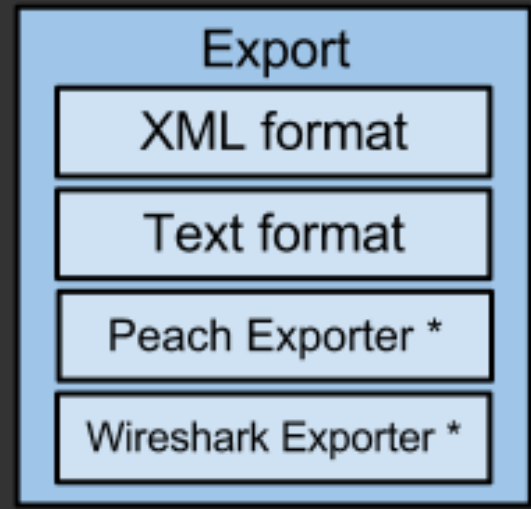 Export
XML format
Text format
Peach Exporter *
Wireshark Exporter *